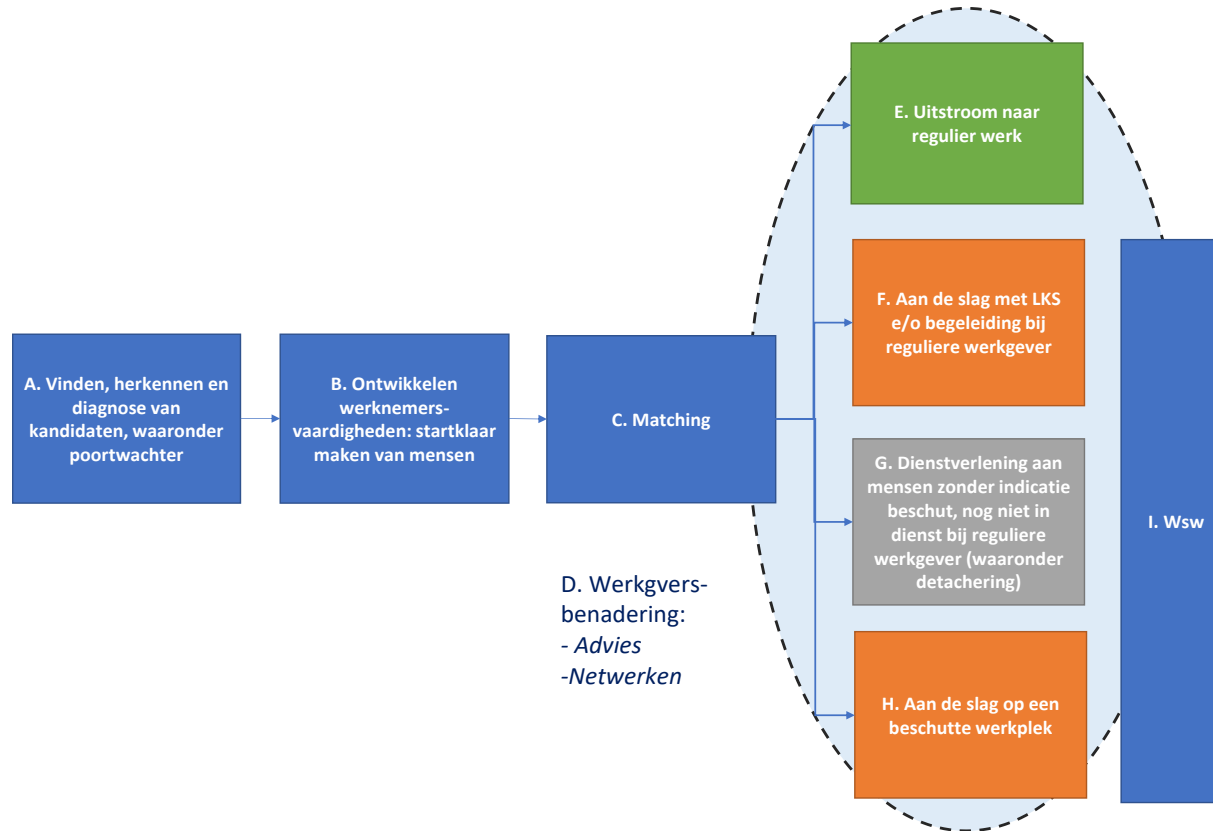 A. Vinden, herkennen en
diagnose van
kandidaten, waaronder
poortwachter
B. Ontwikkelen
werknemers-
vaardigheden: startklaar
maken van mensen
C. Matching
D. Werkgvers-
benadering:
- Advies
-Netwerken
E. Uitstroom naar
regulier werk
F. Aan de slag met LKS
e/o begeleiding bij
reguliere werkgever
G. Dienstverlening aan
mensen zonder indicatie
beschut, nog niet in
dienst bij reguliere
werkgever (waaronder
detachering)
H. Aan de slag op een
beschutte werkplek
I. Wsw